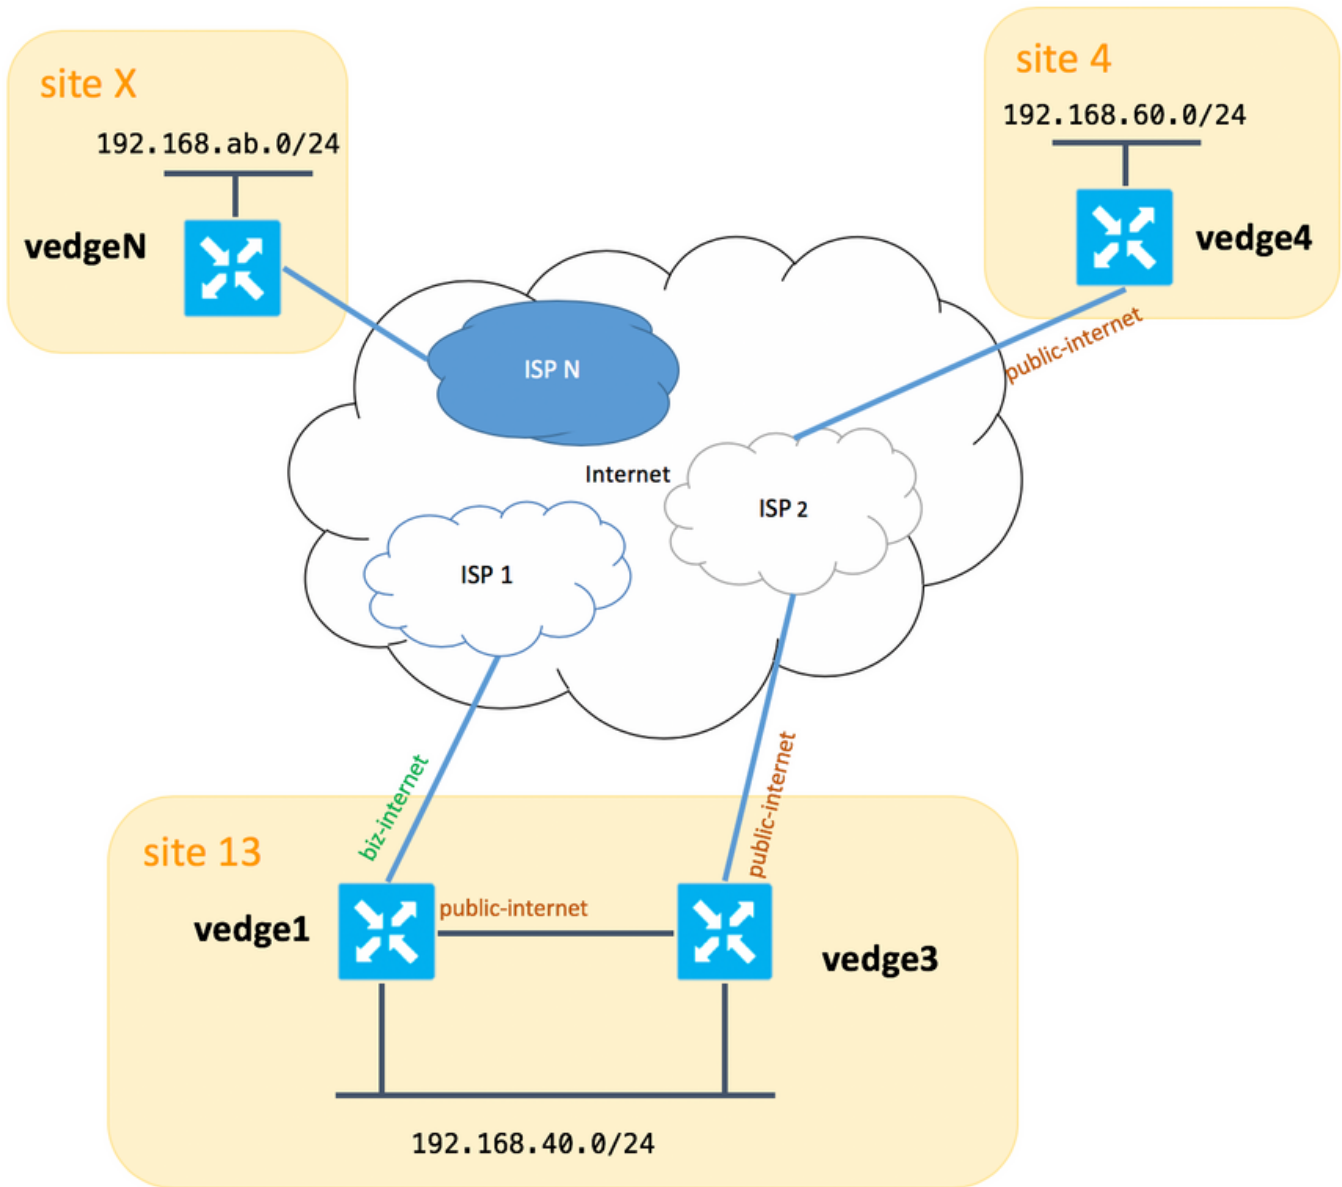 site X
192.168.ab.0/24
vedgeN
site 4
192.168.60.0/24
vedge4
public-internet
ISP N
Internet
ISP 2
ISP 1
biz-internet
public-internet
site 13
vedge1
public-internet
vedge3
192.168.40.0/24